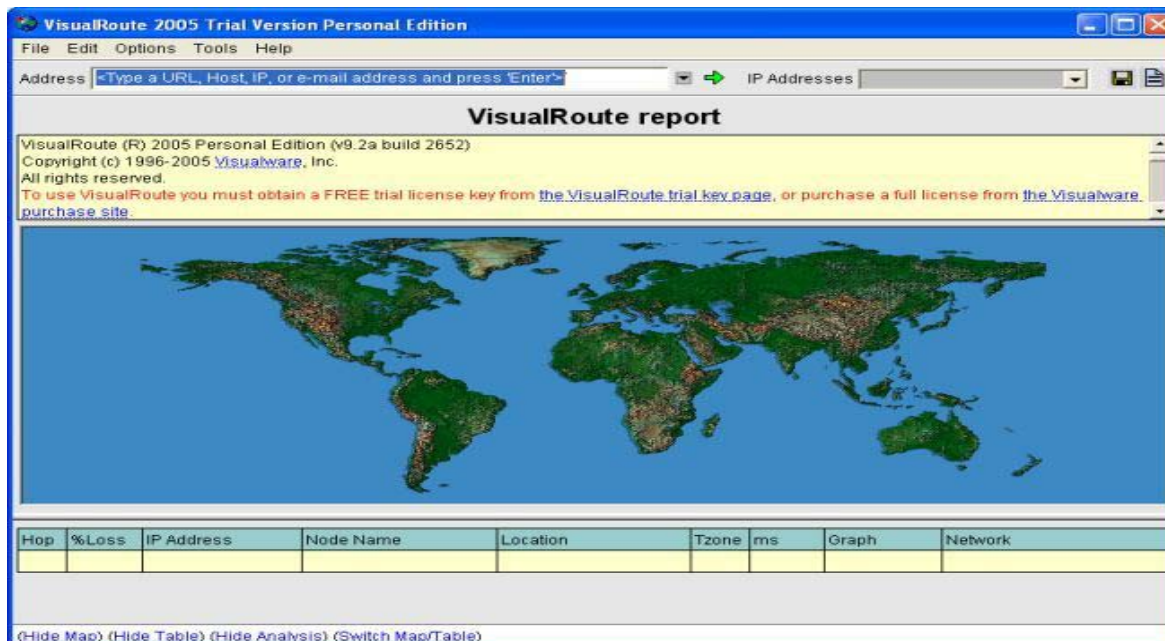 VisualRoute 2005 Trial Version Personal Edition
File Edit Options Tools Help
Address <Type a URL, Host, IP, or e-mail address and press 'Enter'> IP Addresses
VisualRoute report
VisualRoute (R) 2005 Personal Edition (v9.2a build 2652)
Copyright (c) 1996-2005 Visualware, Inc.
All rights reserved.
To use VisualRoute you must obtain a FREE trial license key from the VisualRoute trial key page, or purchase a full license from the Visualware
purchase site.
Hop %Loss IP Address Node Name Location Tzone ms Graph Network
(Hide Map) (Hide Table) (Hide Analysis) (Switch Map/Table)